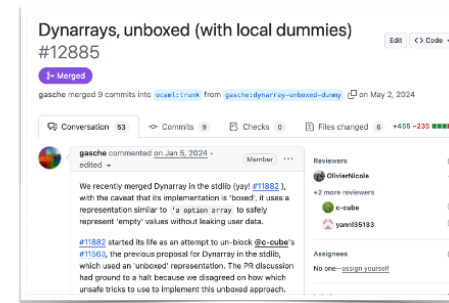 Dynarrays, unboxed (with local dummies)
#12885
Edit
<> Code
Merged
gasche merged 9 commits into ocaml:trunk from gasche:dynarray-unboxed-dummy on May 2, 2024
Conversation 53
Commits 9
Checks 0
Files changed 6
+455 −235
gasche commented on Jan 5, 2024 •
edited
Member
We recently merged Dynarray in the stdlib (yay! #11882 ),
with the caveat that its implementation is 'boxed', it uses a
representation similar to 'a option array to safely
represent 'empty' values without leaking user data.
#11882 started its life as an attempt to un-block @c-cube's
#11563, the previous proposal for Dynarray in the stdlib,
which used an 'unboxed' representation. The PR discussion
had ground to a halt because we disagreed on how which
unsafe tricks to use to implement this unboxed approach.
Reviewers
OlivierNicole
+2 more reviewers
c-cube
yannl35133
Assignees
No one—assign yourself